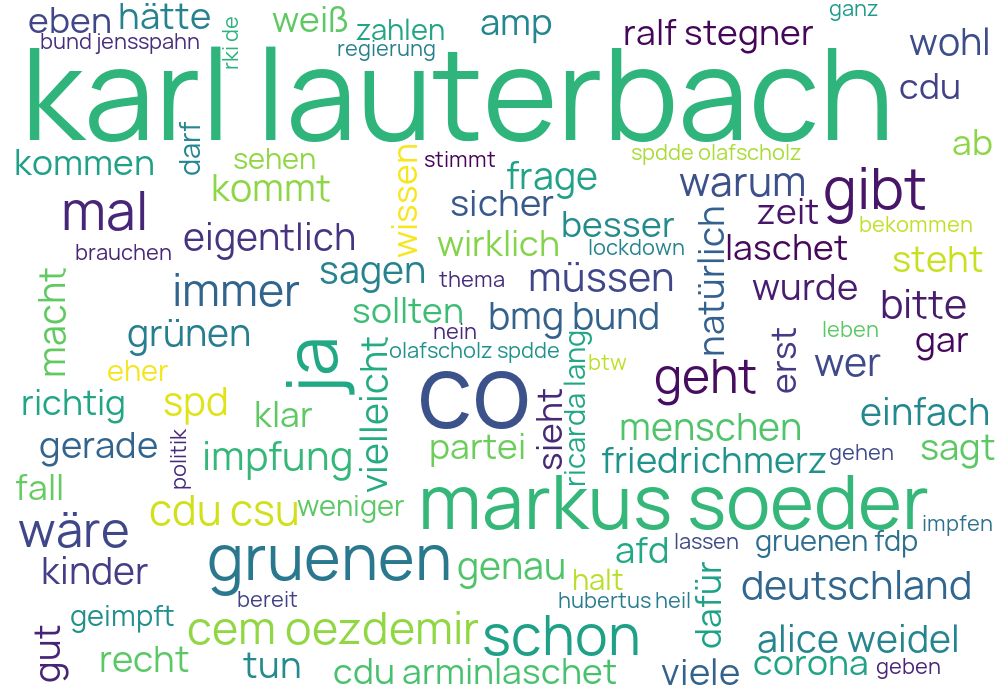 eben
hätte
weiß
zahlen
amp
ganz
bund jensspahn
rki de
regierung
ralf stegner
wohl
karl lauterbach
cdu
kommen
darf
sehen
kommt
wissen
stimmt
frage
spdde olafscholz
warum
gibt
ab
mal
sicher
besser
zeit
bekommen
brauchen
eigentlich
wirklich
lockdown
natürlich
laschet
steht
macht
immer
sagen
thema
müssen
wurde
bitte
grünen
sollten
nein
bmg bund
leben
gar
eher
ja
vielleicht
olafscholz spdde
btw
geht
erst
wer
richtig
spd
klar
co
sieht
ricarda lang
menschen
einfach
gerade
politik
impfung
partei
friedrichmerz
gehen
sagt
fall
cdu csu
weniger
markus soeder
impfen
wäre
gruenen
genau
afd
lassen
gruenen fdp
kinder
halt
deutschland
bereit
hubertus heil
dafür
geimpft
cem oezdemir
schon
alice weidel
gut
recht
tun
cdu arminlaschet
viele
corona
geben